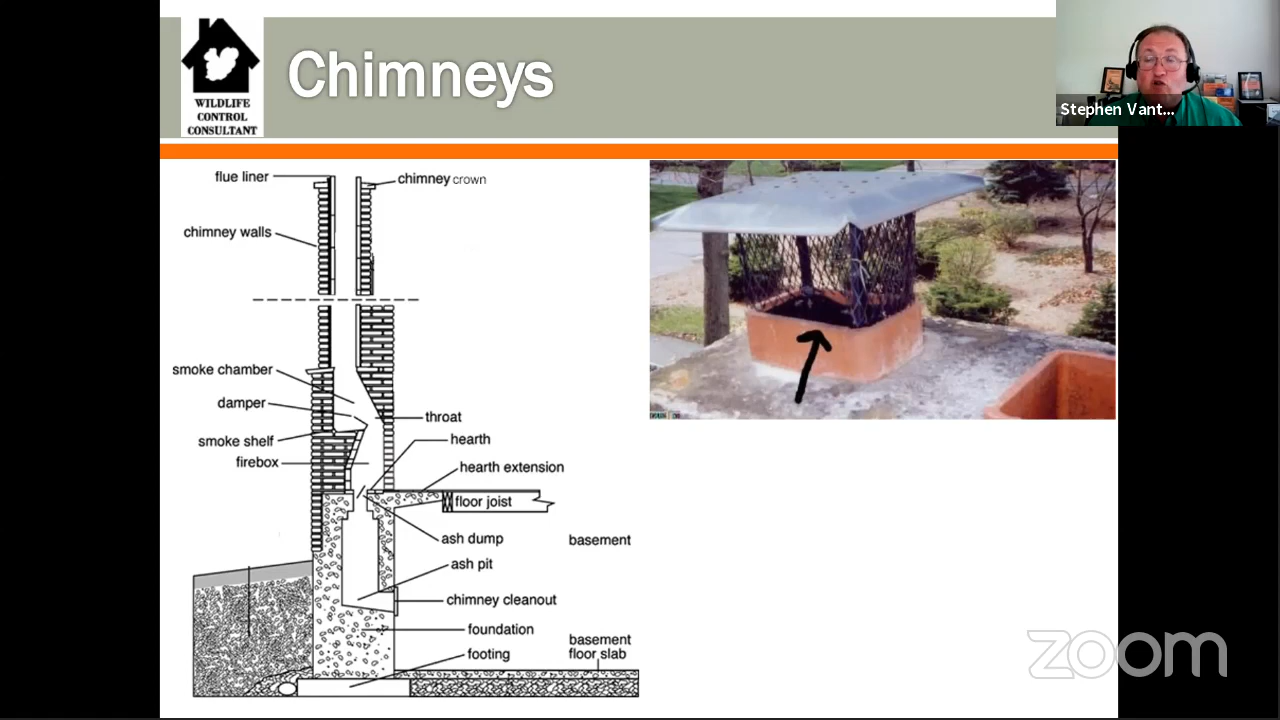 Chimneys
WILDLIFE
CONTROL
CONSULTANT
Stephen Vant...
flue liner
chimney crown
chimney walls
smoke chamber
damper
throat
smoke shelf
hearth
firebox
hearth extension
floor joist
ash dump
basement
ash pit
chimney cleanout
foundation
basement
floor slab
footing
zoom